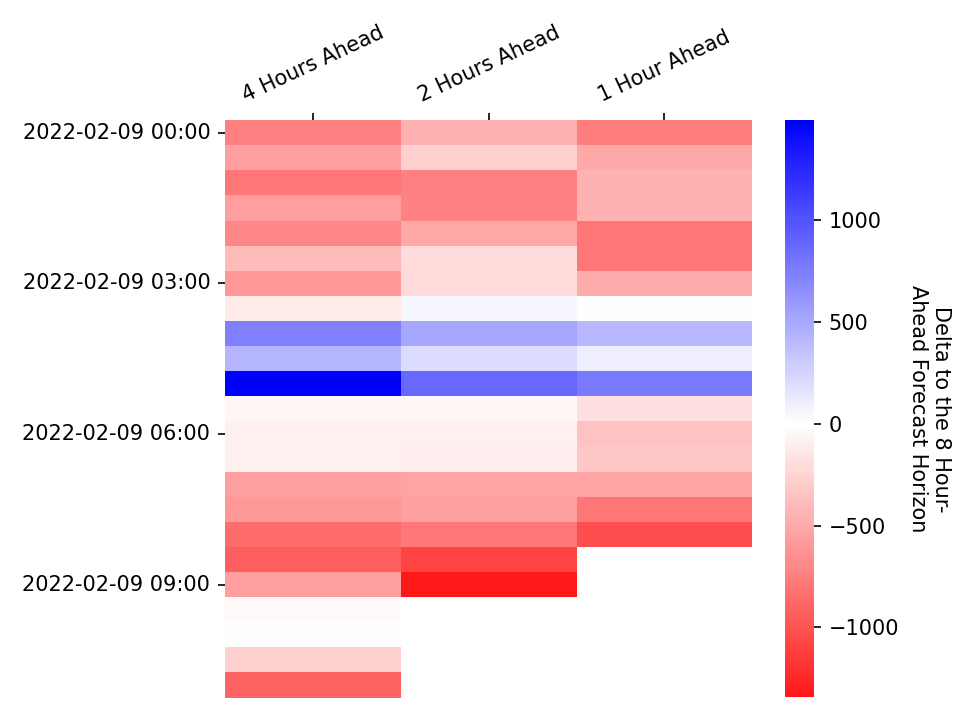 4 Hours Ahead
2 Hours Ahead
1 Hour Ahead
2022-02-09 00:00
2022-02-09 03:00
2022-02-09 06:00
2022-02-09 09:00
1000
500
0
−500
−1000
Delta to the 8 Hour-
Ahead Forecast Horizon